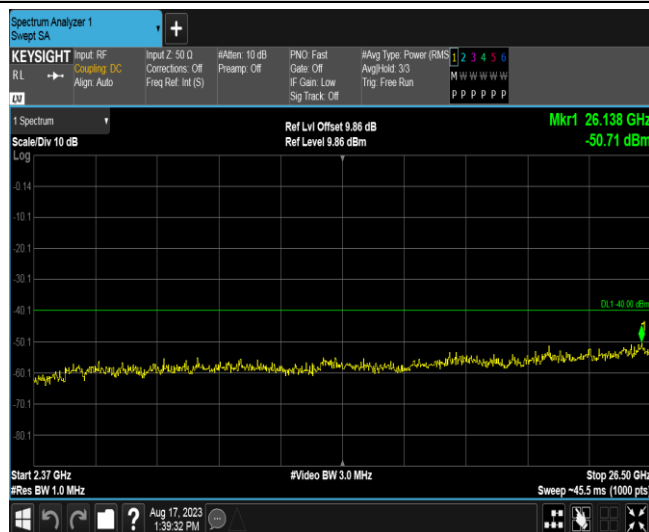 Spectrum Analyzer 1
Swept SA
+
KEYSIGHT Input: RF Input Z: 50 Ω #Atten: 10 dB PNO: Fast #Avg Type: Power (RMS 1 2 3 4 5 6
RL Coupling: DC Corrections: Off Preamp: Off Gate: Off Avg|Hold: 3/3 M W W W W W
Align: Auto Freq Ref: Int (S) IF Gain: Low Trig: Free Run
LXI Sig Track: Off P P P P P P
1 Spectrum Ref Lvl Offset 9.86 dB Mkr1 26.138 GHz
Scale/Div 10 dB Ref Level 9.86 dBm -50.71 dBm
Log
-0.14
-10.1
-20.1
-30.1
DL1 -40.00 dBm
-40.1
-50.1
-60.1
-70.1
-80.1
Start 2.37 GHz #Video BW 3.0 MHz Stop 26.50 GHz
#Res BW 1.0 MHz Sweep ~45.5 ms (1000 pts)
? Aug 17, 2023
1:39:32 PM